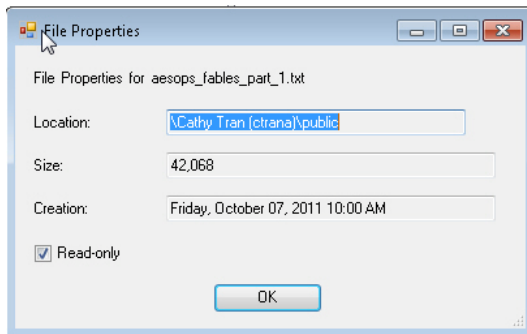 File Properties
File Properties for aesops_fables_part_1.txt
Location: \Cathy Tran (ctrana)\public
Size: 42,068
Creation: Friday, October 07, 2011 10:00 AM
Read-only
OK